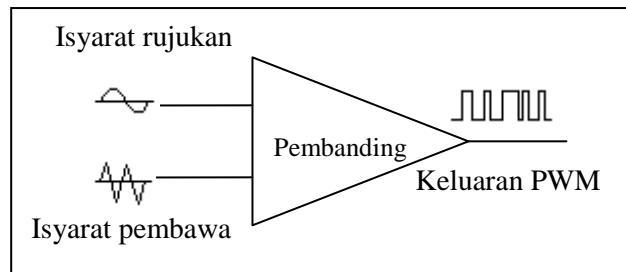 Isyarat rujukan
Pembanding
Keluaran PWM
Isyarat pembawa